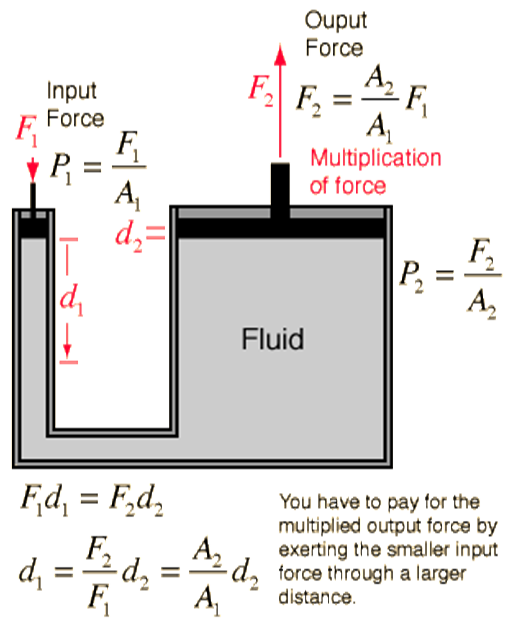 Ouput
Force
F₂
F₂ = A₂/A₁ F₁
Input
Force
F₁
P₁ = F₁/A₁
Multiplication
of force
d₂
d₁
P₂ = F₂/A₂
Fluid
F₁d₁ = F₂d₂
d₁ = F₂/F₁ d₂ = A₂/A₁ d₂
You have to pay for the
multiplied output force by
exerting the smaller input
force through a larger
distance.